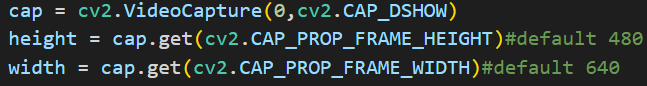 cap = cv2.VideoCapture(0,cv2.CAP_DSHOW)
height = cap.get(cv2.CAP_PROP_FRAME_HEIGHT)#default 480
width = cap.get(cv2.CAP_PROP_FRAME_WIDTH)#default 640